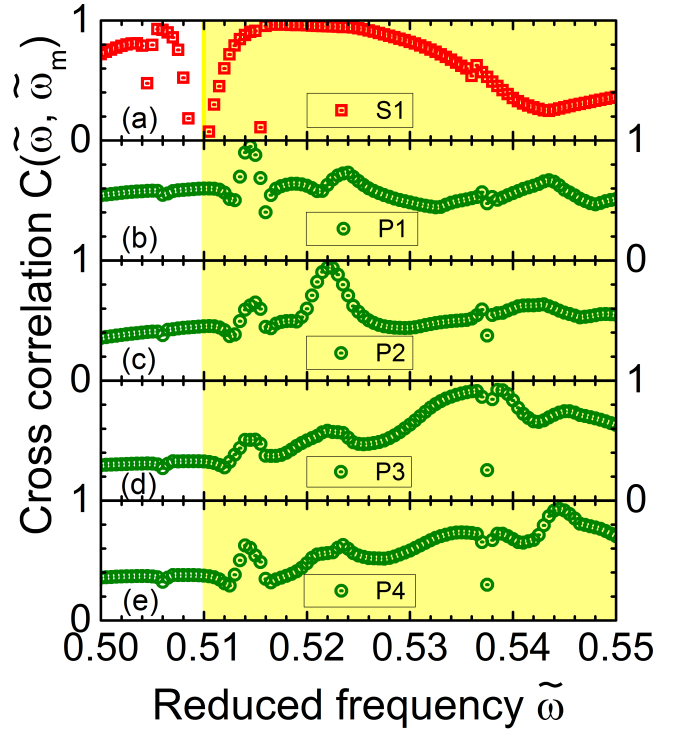 Cross correlation C(ω̃, ω̃ₘ)
1
0
(a)
S1
1
0
(b)
P1
1
0
(c)
P2
1
0
(d)
P3
1
0
(e)
P4
0.50 0.51 0.52 0.53 0.54 0.55
Reduced frequency ω̃